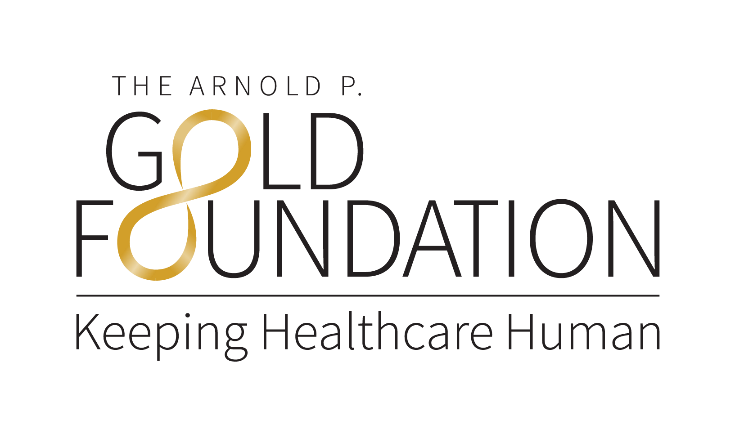 THE ARNOLD P.
GOLD
FOUNDATION
Keeping Healthcare Human